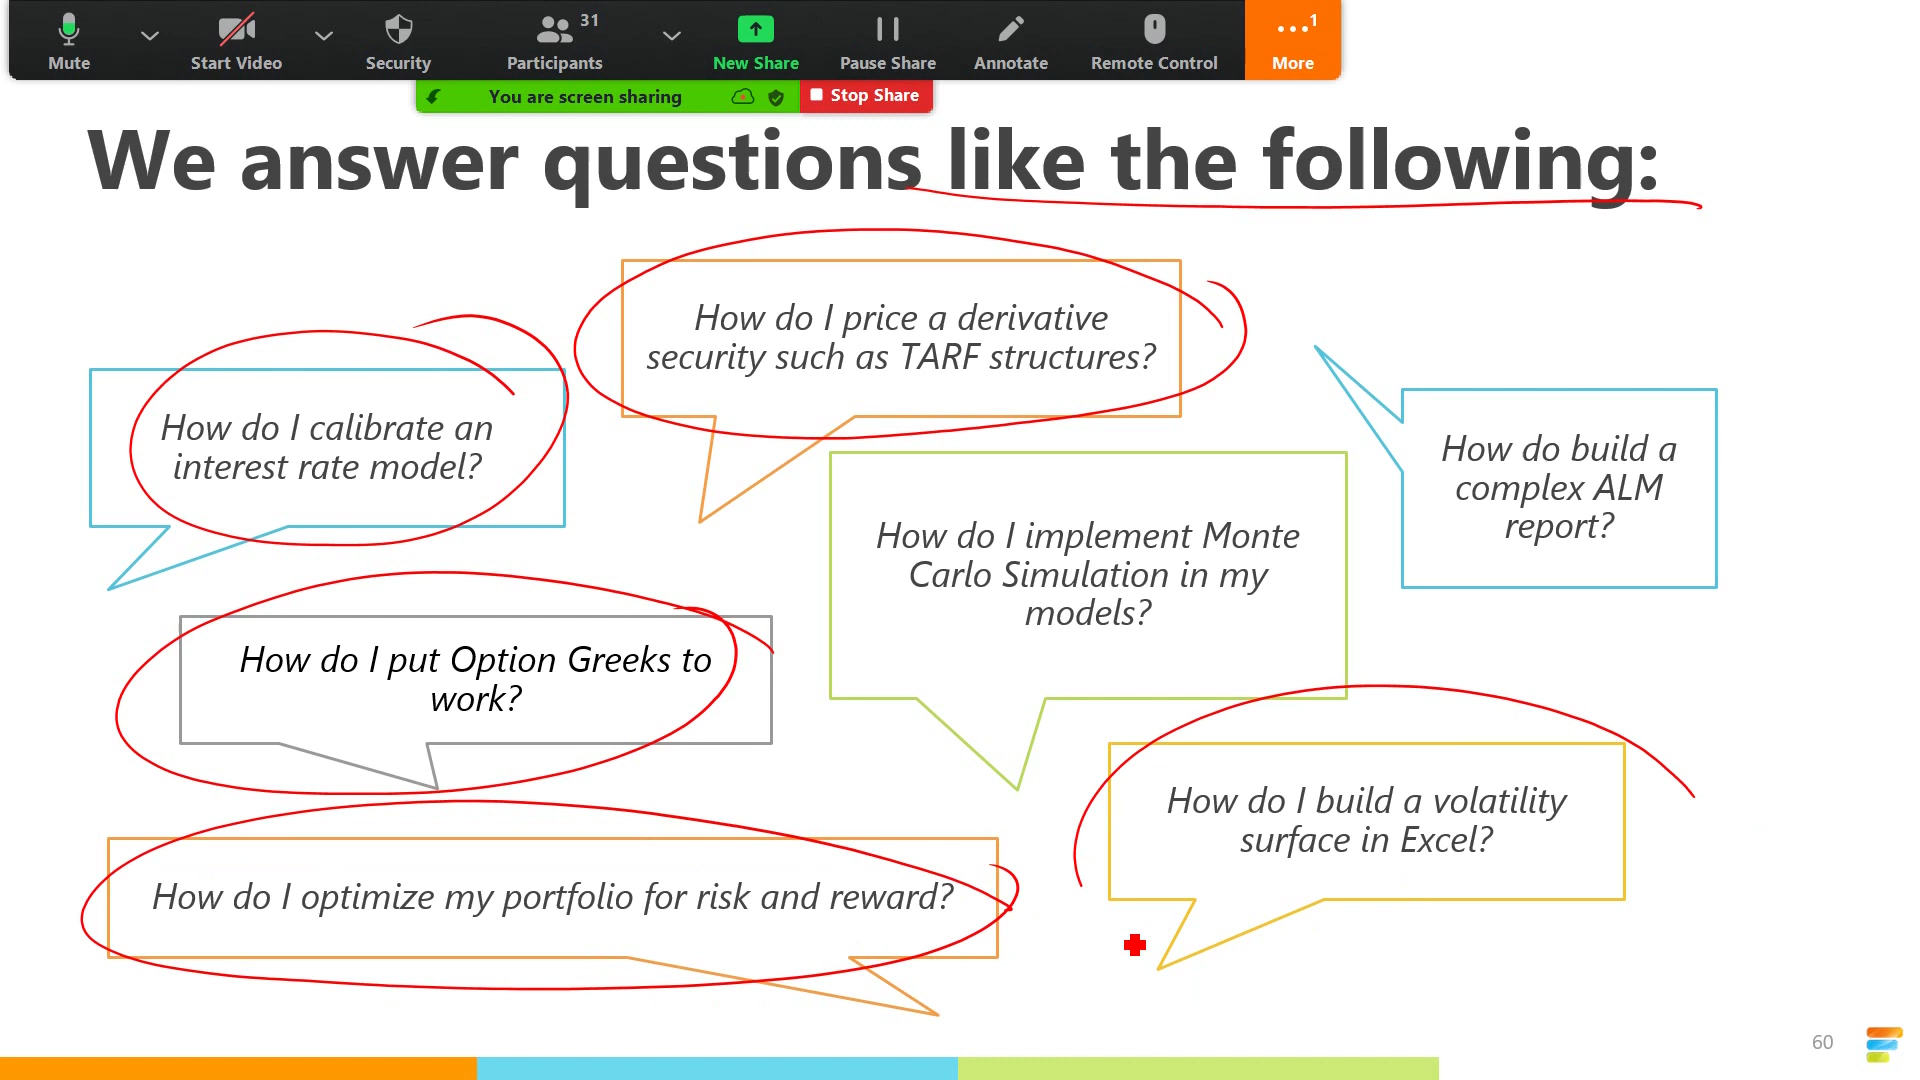 31
1
Mute
Start Video
Security
Participants
New Share
Pause Share
Annotate
Remote Control
More
You are screen sharing
Stop Share
We answer questions like the following:
How do I price a derivative
security such as TARF structures?
How do I calibrate an
interest rate model?
How do build a
complex ALM
report?
How do I implement Monte
Carlo Simulation in my
models?
How do I put Option Greeks to
work?
How do I build a volatility
surface in Excel?
How do I optimize my portfolio for risk and reward?
60